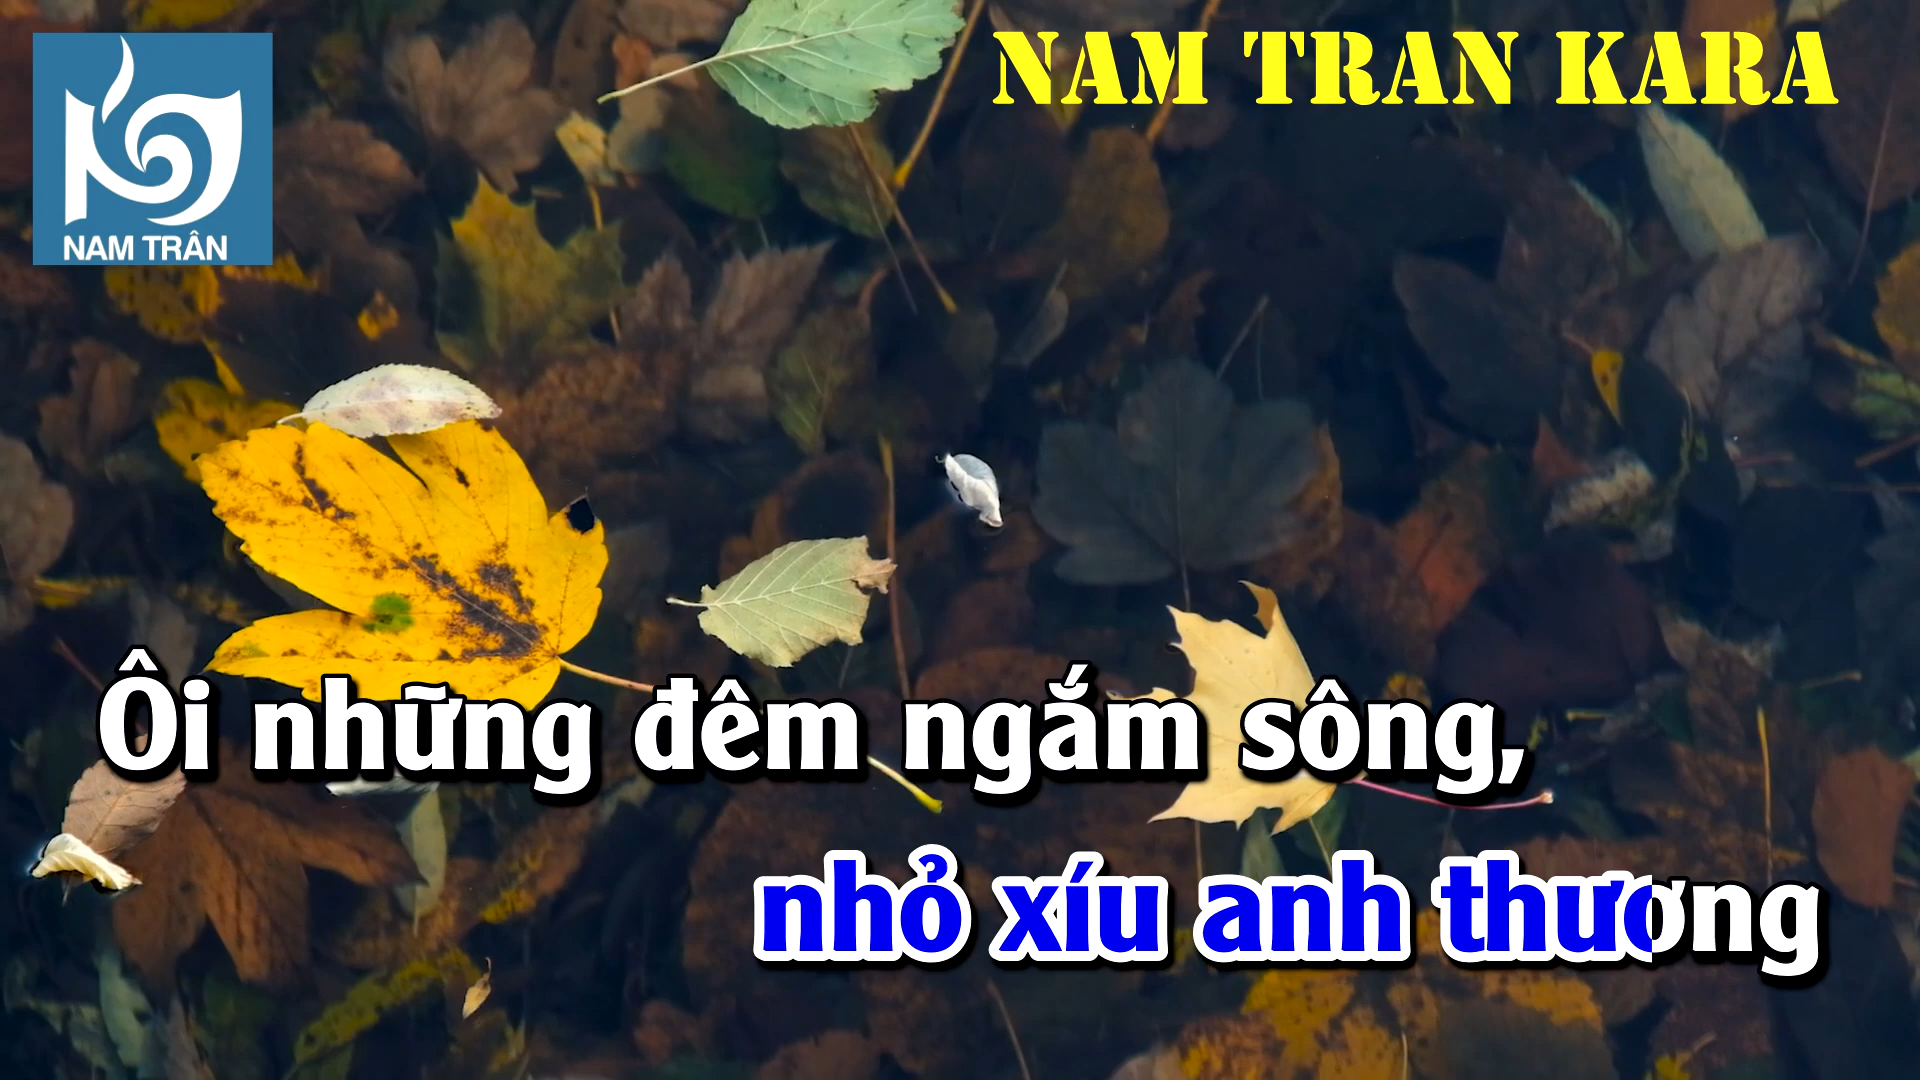 NAM TRAN KARA
NAM TRÂN
Ôi những đêm ngắm sông,
nhỏ xíu anh thương